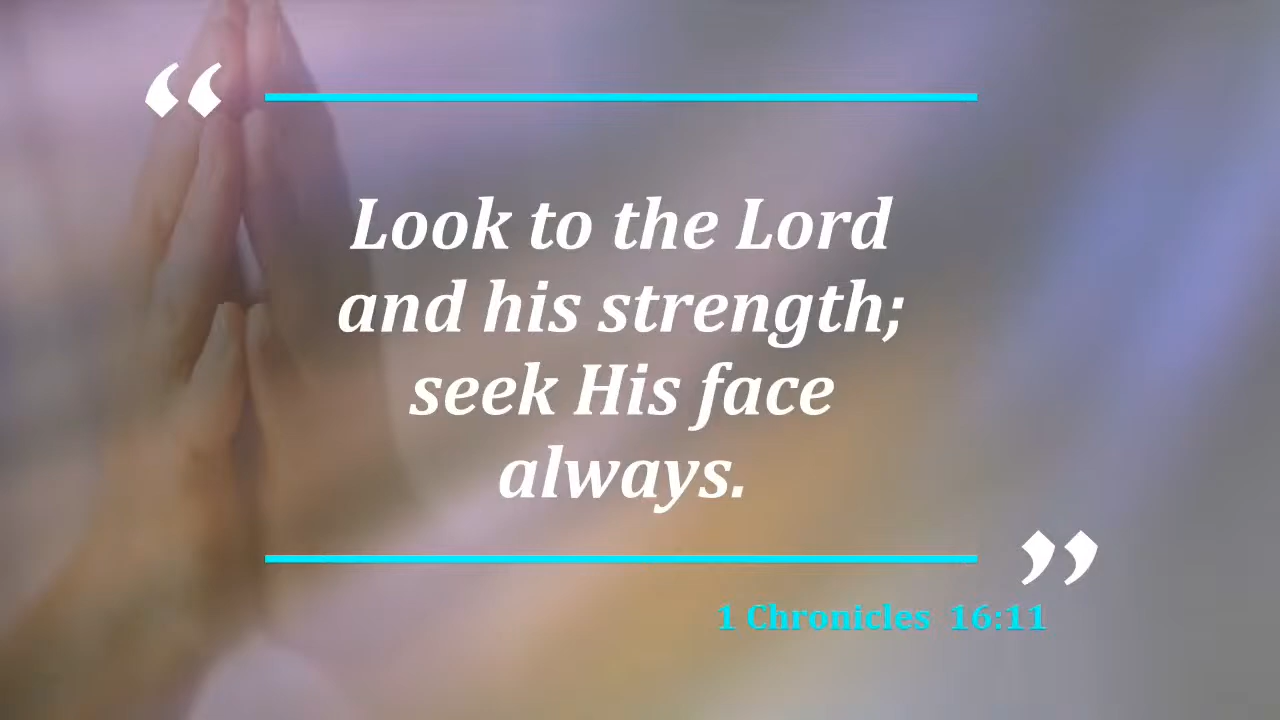 “
Look to the Lord
and his strength;
seek His face
always.
”
1 Chronicles 16:11